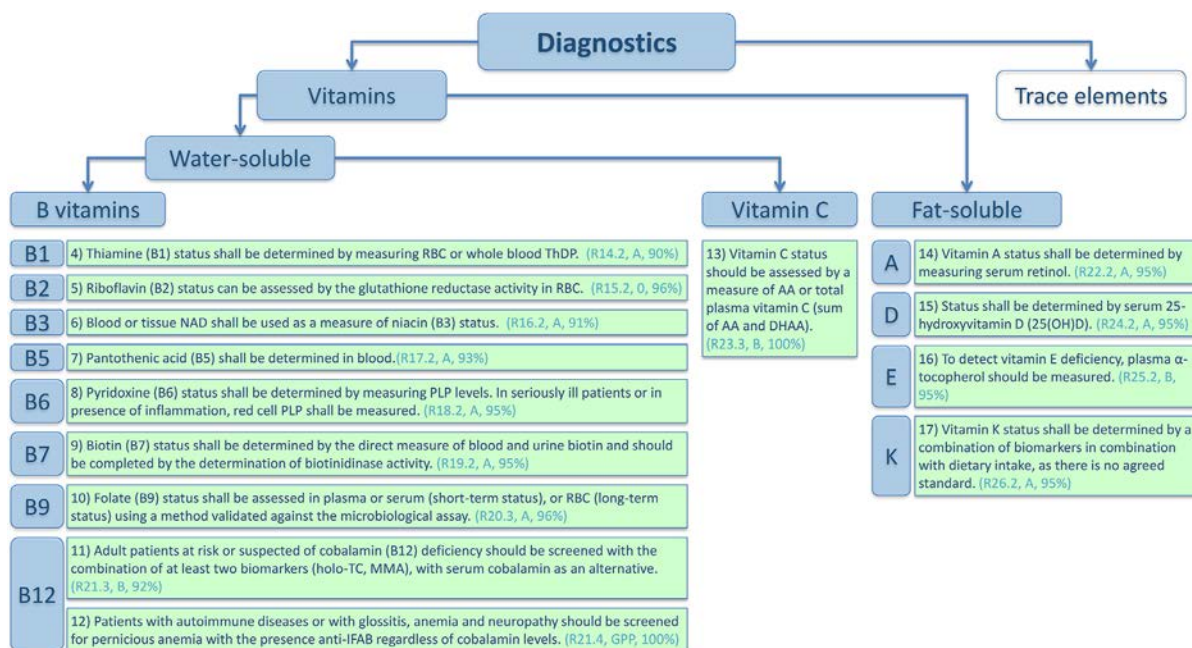 Diagnostics
Vitamins
Trace elements
Water-soluble
B vitamins
Vitamin C
Fat-soluble
B1
4) Thiamine (B1) status shall be determined by measuring RBC or whole blood ThDP. (R14.2, A, 90%)
B2
5) Riboflavin (B2) status can be assessed by the glutathione reductase activity in RBC. (R15.2, 0, 96%)
B3
6) Blood or tissue NAD shall be used as a measure of niacin (B3) status. (R16.2, A, 91%)
B5
7) Pantothenic acid (B5) shall be determined in blood.(R17.2, A, 93%)
B6
8) Pyridoxine (B6) status shall be determined by measuring PLP levels. In seriously ill patients or in
presence of inflammation, red cell PLP shall be measured. (R18.2, A, 95%)
B7
9) Biotin (B7) status shall be determined by the direct measure of blood and urine biotin and should
be completed by the determination of biotinidinase activity. (R19.2, A, 95%)
B9
10) Folate (B9) status shall be assessed in plasma or serum (short-term status), or RBC (long-term
status) using a method validated against the microbiological assay. (R20.3, A, 96%)
B12
11) Adult patients at risk or suspected of cobalamin (B12) deficiency should be screened with the
combination of at least two biomarkers (holo-TC, MMA), with serum cobalamin as an alternative.
(R21.3, B, 92%)
12) Patients with autoimmune diseases or with glossitis, anemia and neuropathy should be screened
for pernicious anemia with the presence anti-IFAB regardless of cobalamin levels. (R21.4, GPP, 100%)
13) Vitamin C status
should be assessed by a
measure of AA or total
plasma vitamin C (sum
of AA and DHAA).
(R23.3, B, 100%)
A
14) Vitamin A status shall be determined by
measuring serum retinol. (R22.2, A, 95%)
D
15) Status shall be determined by serum 25-
hydroxyvitamin D (25(OH)D). (R24.2, A, 95%)
E
16) To detect vitamin E deficiency, plasma α-
tocopherol should be measured. (R25.2, B,
95%)
K
17) Vitamin K status shall be determined by a
combination of biomarkers in combination
with dietary intake, as there is no agreed
standard. (R26.2, A, 95%)